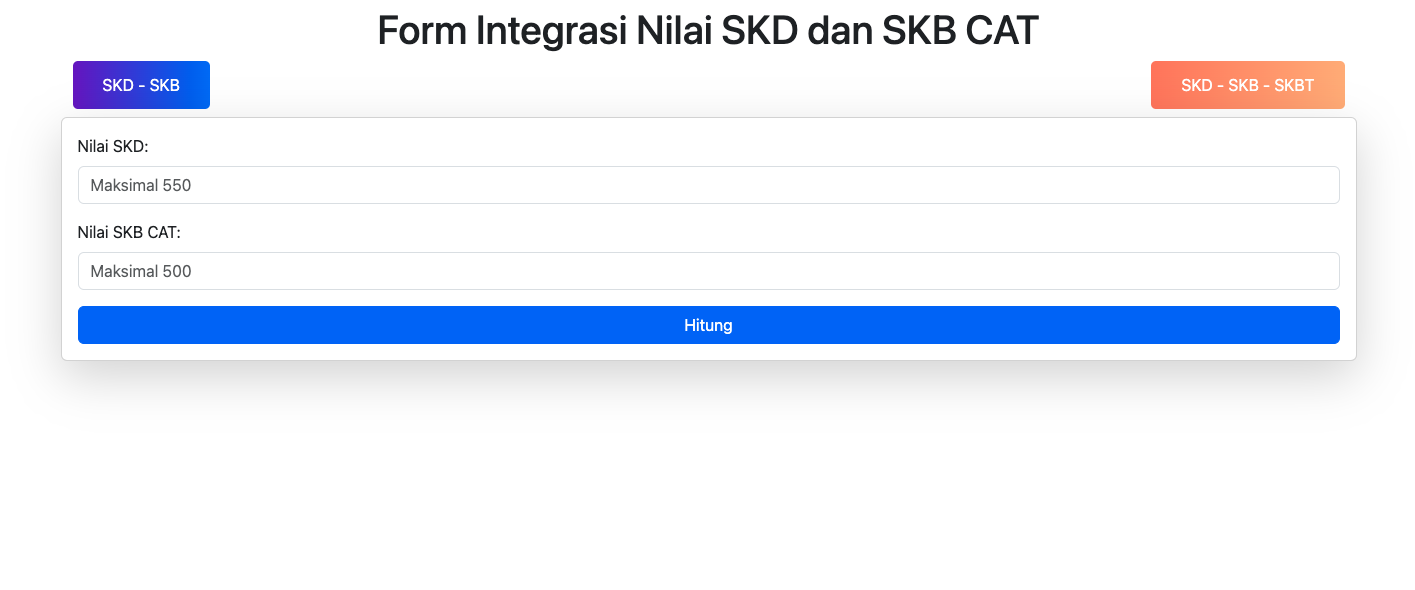 Form Integrasi Nilai SKD dan SKB CAT
SKD - SKB
SKD - SKB - SKBT
Nilai SKD:
Maksimal 550
Nilai SKB CAT:
Maksimal 500
Hitung